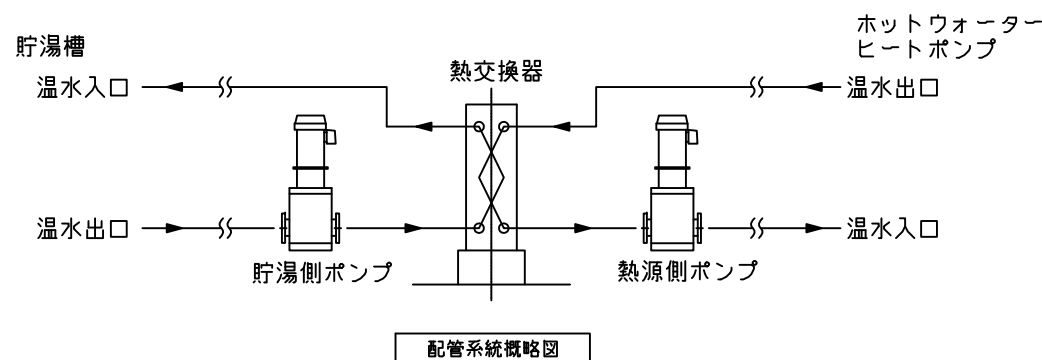 貯湯槽
ホットウォーター
ヒートポンプ
熱交換器
温水入口
温水出口
温水出口
温水入口
貯湯側ポンプ
熱源側ポンプ
配管系統概略図